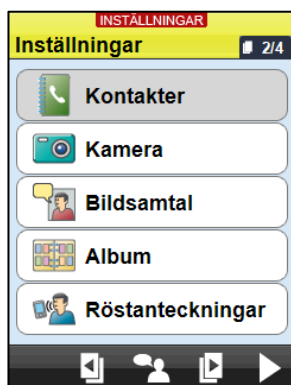 INSTÄLLNINGAR
Inställningar 2/4
Kontakter
Kamera
Bildsamtal
Album
Röstanteckningar